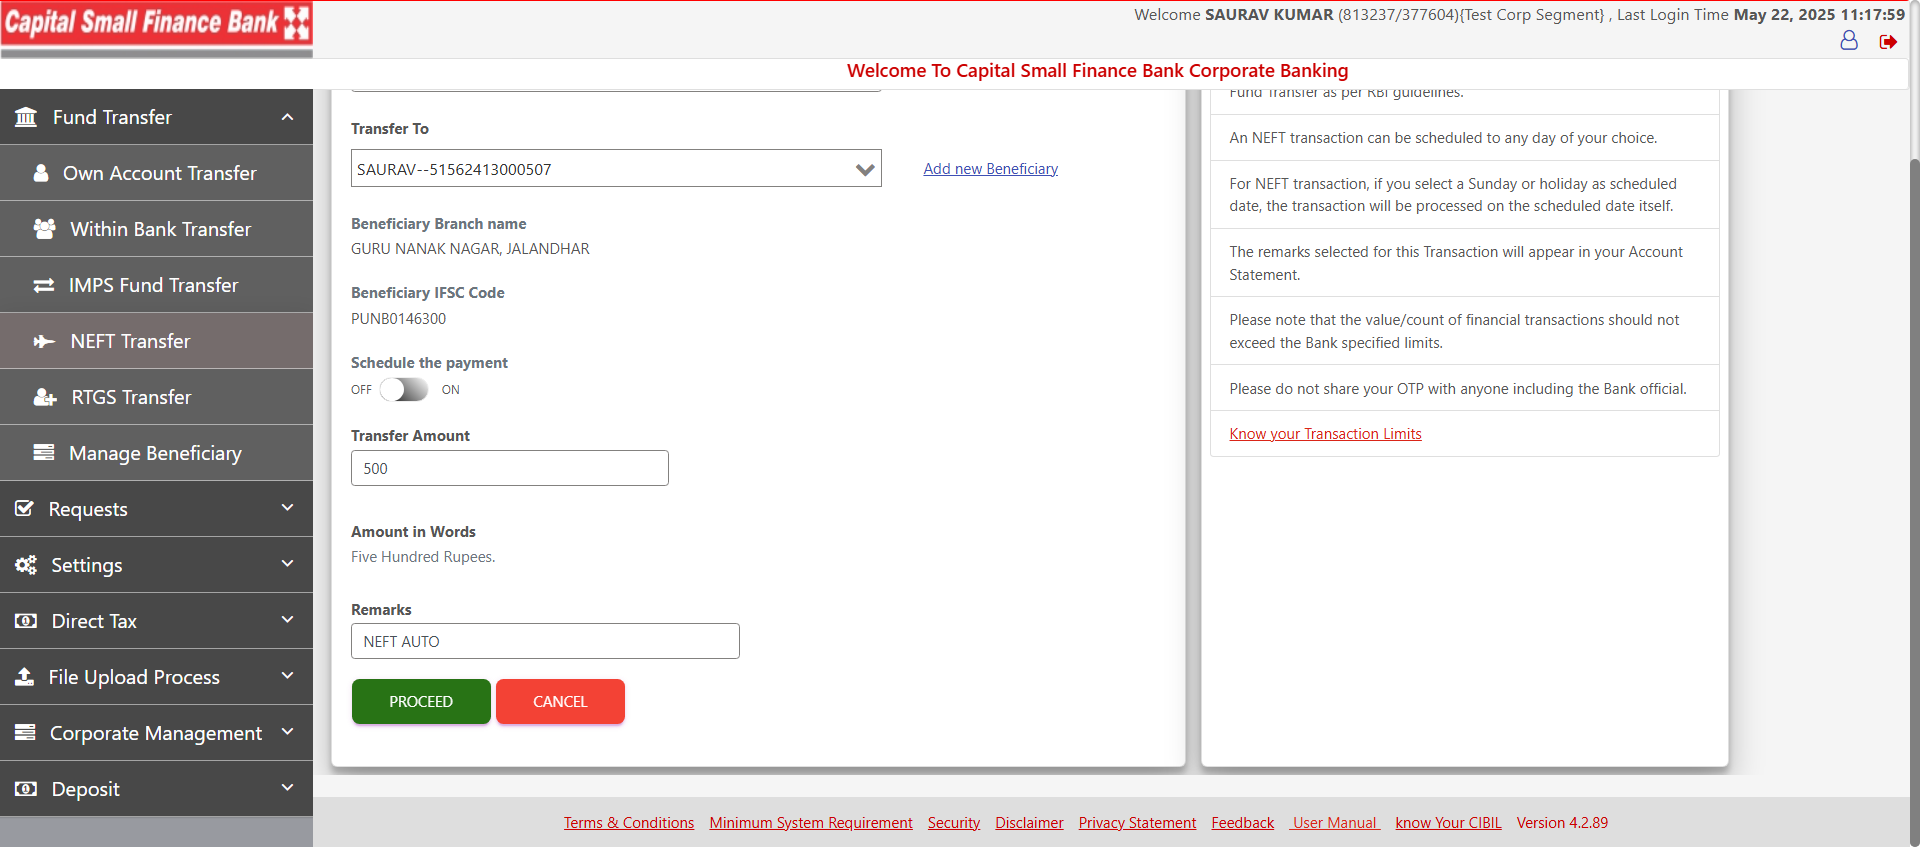 Capital Small Finance Bank
Welcome SAURAV KUMAR (813237/377604){Test Corp Segment} , Last Login Time May 22, 2025 11:17:59
Welcome To Capital Small Finance Bank Corporate Banking
Fund Transfer
Own Account Transfer
Within Bank Transfer
IMPS Fund Transfer
NEFT Transfer
RTGS Transfer
Manage Beneficiary
Requests
Settings
Direct Tax
File Upload Process
Corporate Management
Deposit
Transfer To
SAURAV--51562413000507
Add new Beneficiary
Beneficiary Branch name
GURU NANAK NAGAR, JALANDHAR
Beneficiary IFSC Code
PUNB0146300
Schedule the payment
OFF ON
Transfer Amount
500
Amount in Words
Five Hundred Rupees.
Remarks
NEFT AUTO
PROCEED CANCEL
Fund Transfer as per RBI guidelines.
An NEFT transaction can be scheduled to any day of your choice.
For NEFT transaction, if you select a Sunday or holiday as scheduled
date, the transaction will be processed on the scheduled date itself.
The remarks selected for this Transaction will appear in your Account
Statement.
Please note that the value/count of financial transactions should not
exceed the Bank specified limits.
Please do not share your OTP with anyone including the Bank official.
Know your Transaction Limits
Terms & Conditions Minimum System Requirement Security Disclaimer Privacy Statement Feedback User Manual know Your CIBIL Version 4.2.89